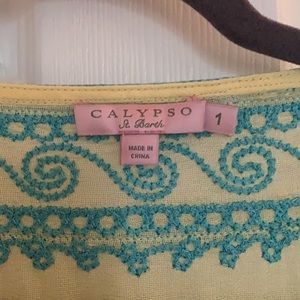 CALYPSO
St. Barth
1
MADE IN
CHINA